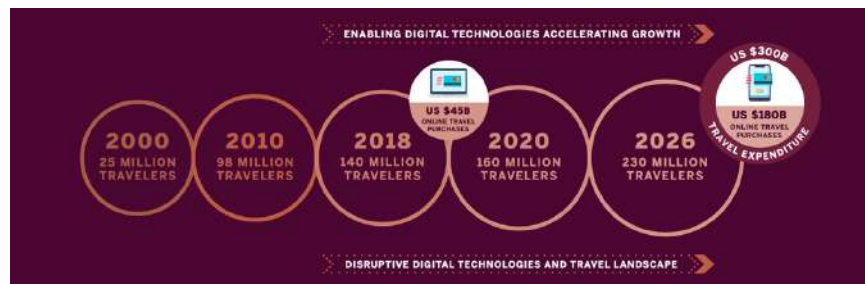 ENABLING DIGITAL TECHNOLOGIES ACCELERATING GROWTH
2000
25 MILLION
TRAVELERS
2010
98 MILLION
TRAVELERS
2018
140 MILLION
TRAVELERS
US $45B
ONLINE TRAVEL
PURCHASES
2020
160 MILLION
TRAVELERS
2026
230 MILLION
TRAVELERS
US $300B
US $180B
ONLINE TRAVEL
PURCHASES
TRAVEL EXPENDITURE
DISRUPTIVE DIGITAL TECHNOLOGIES AND TRAVEL LANDSCAPE